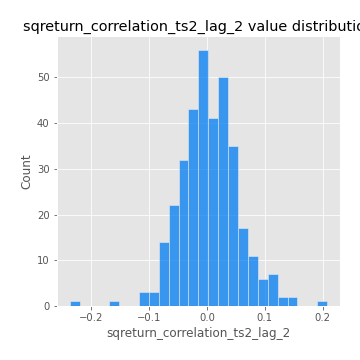 sqreturn_correlation_ts2_lag_2 value distributio
Count
50
40
30
20
10
0
−0.2 −0.1 0.0 0.1 0.2
sqreturn_correlation_ts2_lag_2